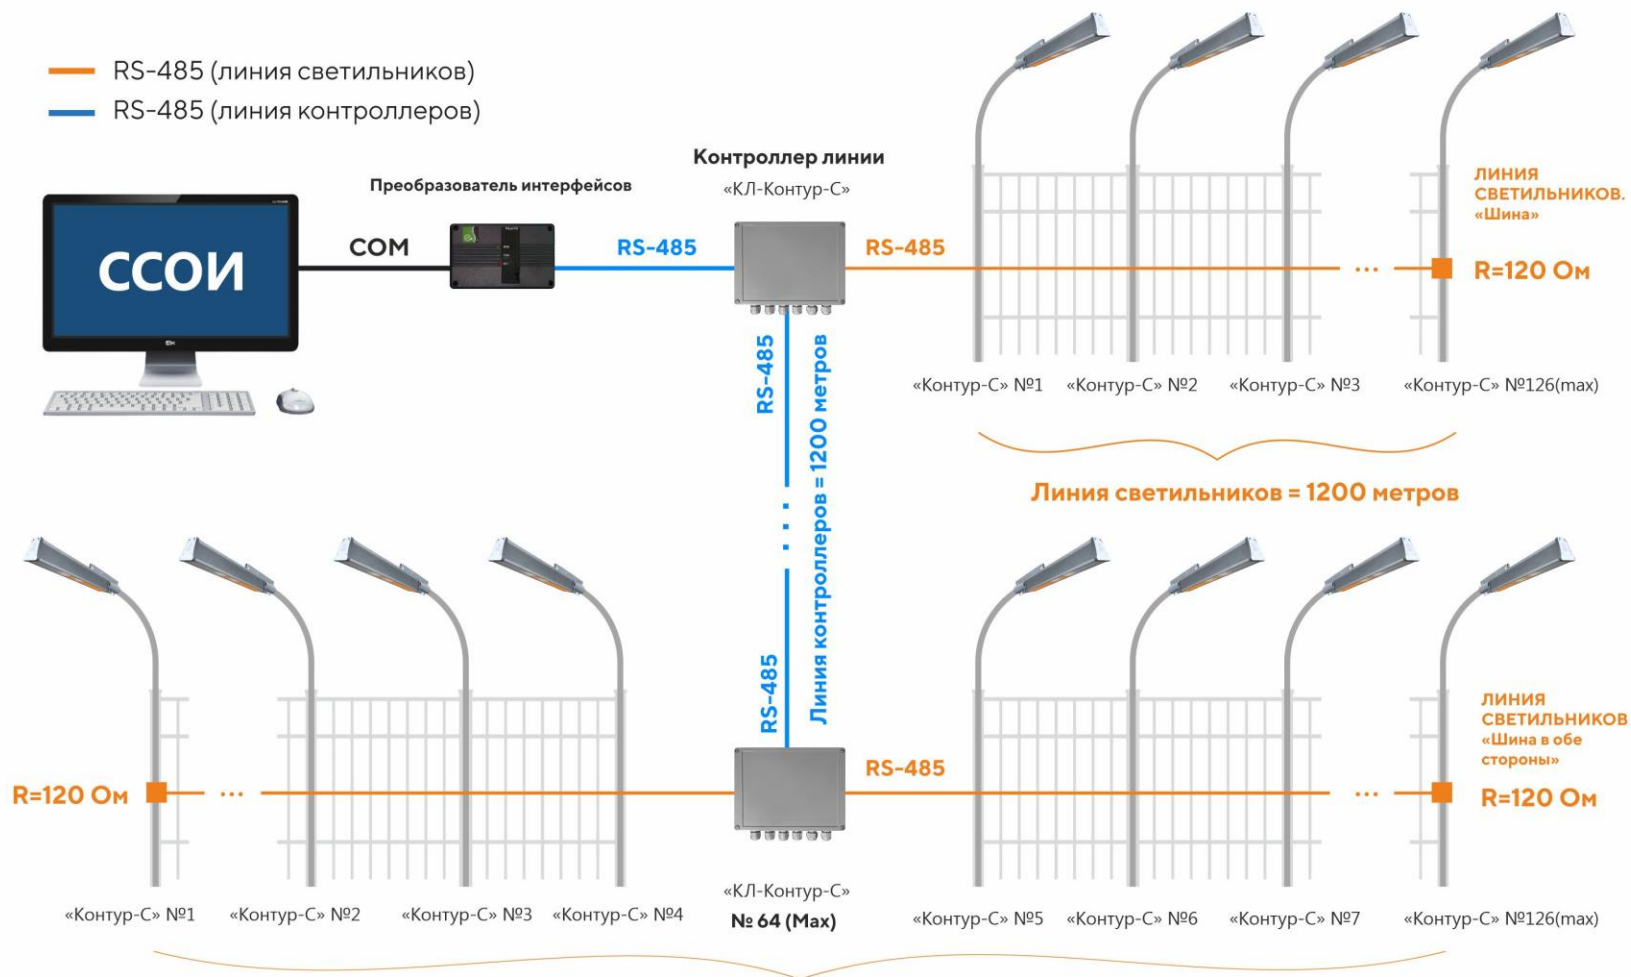 RS-485 (линия светильников)
RS-485 (линия контроллеров)
Преобразователь интерфейсов
Контроллер линии
«КЛ-Контур-С»
ССОИ
COM
RS-485
RS-485
ЛИНИЯ
СВЕТИЛЬНИКОВ.
«Шина»
R=120 Ом
«Контур-С» №1
«Контур-С» №2
«Контур-С» №3
«Контур-С» №126(max)
Линия светильников = 1200 метров
RS-485
Линия контроллеров = 1200 метров
RS-485
ЛИНИЯ
СВЕТИЛЬНИКОВ
«Шина в обе
стороны»
R=120 Ом
RS-485
R=120 Ом
«КЛ-Контур-С»
№ 64 (Max)
«Контур-С» №1
«Контур-С» №2
«Контур-С» №3
«Контур-С» №4
«Контур-С» №5
«Контур-С» №6
«Контур-С» №7
«Контур-С» №126(max)